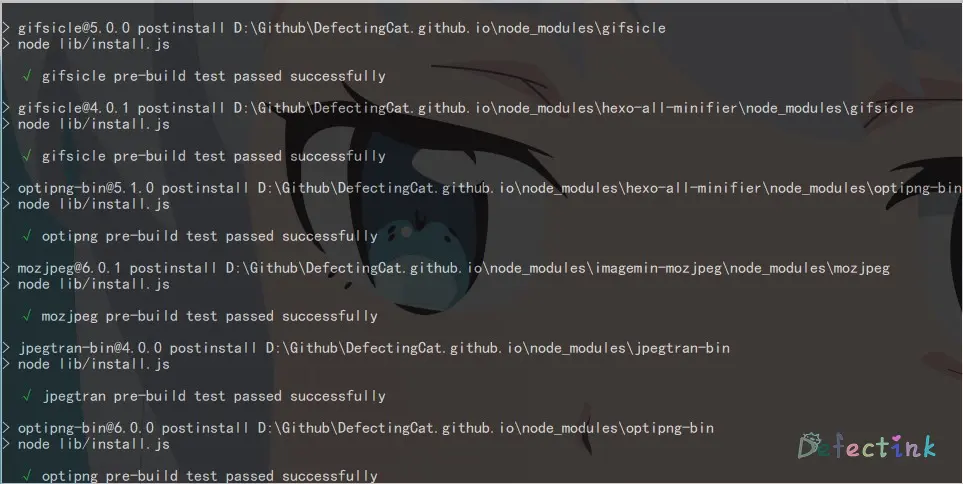 > gifsicle@5.0.0 postinstall D:\Github\DefectingCat.github.io\node_modules\gifsicle
> node lib/install.js
√ gifsicle pre-build test passed successfully
> gifsicle@4.0.1 postinstall D:\Github\DefectingCat.github.io\node_modules\hexo-all-minifier\node_modules\gifsicle
> node lib/install.js
√ gifsicle pre-build test passed successfully
> optipng-bin@5.1.0 postinstall D:\Github\DefectingCat.github.io\node_modules\hexo-all-minifier\node_modules\optipng-bin
> node lib/install.js
√ optipng pre-build test passed successfully
> mozjpeg@6.0.1 postinstall D:\Github\DefectingCat.github.io\node_modules\imagemin-mozjpeg\node_modules\mozjpeg
> node lib/install.js
√ mozjpeg pre-build test passed successfully
> jpegtran-bin@4.0.0 postinstall D:\Github\DefectingCat.github.io\node_modules\jpegtran-bin
> node lib/install.js
√ jpegtran pre-build test passed successfully
> optipng-bin@6.0.0 postinstall D:\Github\DefectingCat.github.io\node_modules\optipng-bin
> node lib/install.js
√ optipng pre-build test passed successfully
Defectink